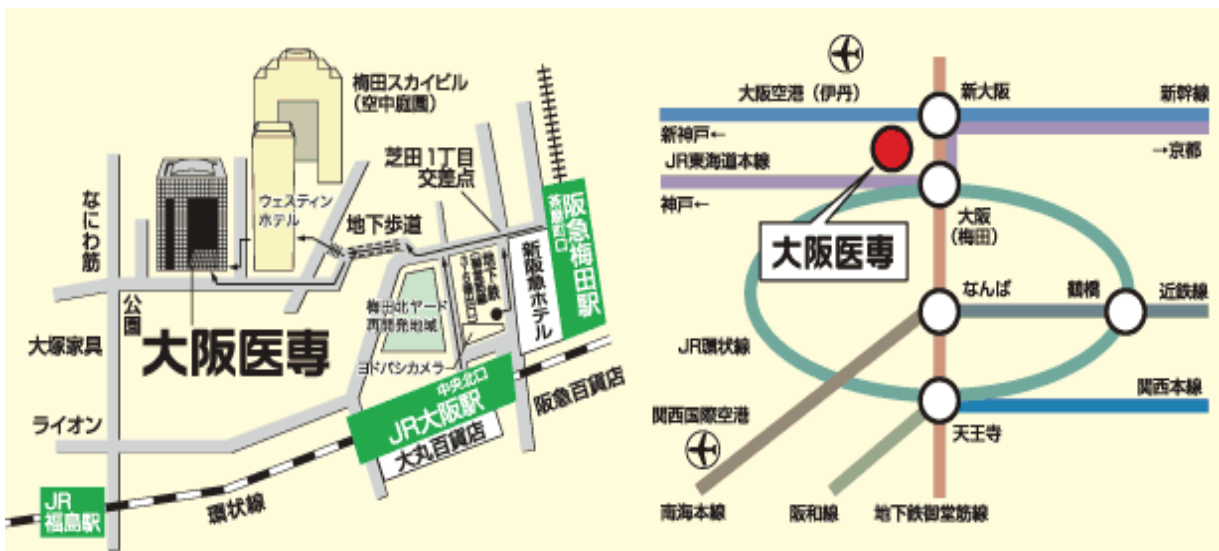 梅田スカイビル
（空中庭園）
芝田1丁目
交差点
なにわ筋
ウェスティン
ホテル
地下歩道
阪急梅田駅
茶屋町口
新阪急ホテル
地下鉄
公園
梅田北ヤード
再開発地域
大阪医専
大塚家具
ヨドバシカメラ
中央北口
JR大阪駅
阪急百貨店
ライオン
大丸百貨店
JR
福島駅
環状線
大阪空港（伊丹）
新大阪
新幹線
新神戸←
→京都
JR東海道本線
神戸←
大阪
（梅田）
大阪医専
なんば
鶴橋
近鉄線
JR環状線
関西本線
関西国際空港
天王寺
南海本線
阪和線
地下鉄御堂筋線